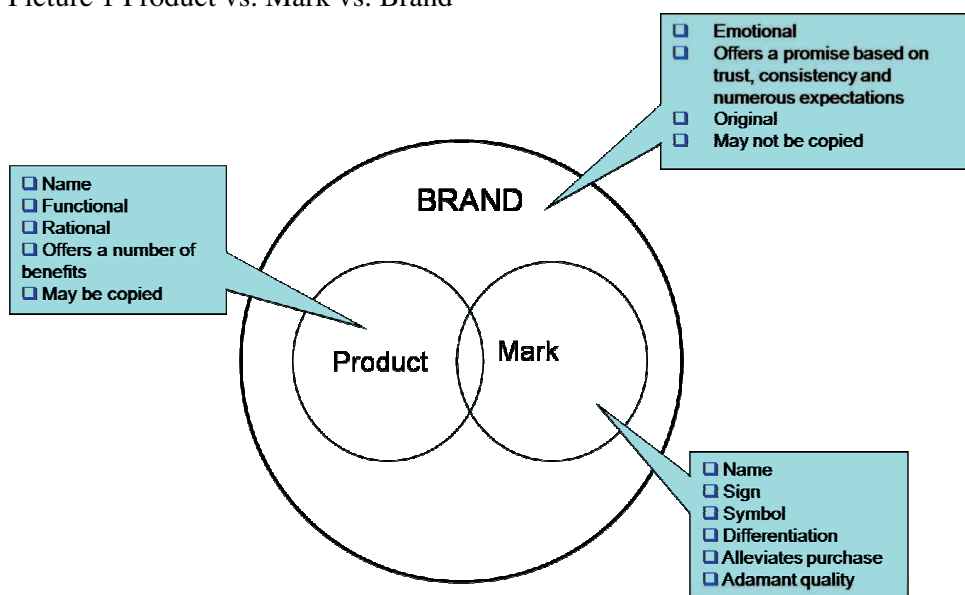 Picture 1 Product vs. Mark vs. Brand
Emotional
Offers a promise based on
trust, consistency and
numerous expectations
Original
May not be copied
Name
Functional
Rational
Offers a number of
benefits
May be copied
BRAND
Product
Mark
Name
Sign
Symbol
Differentiation
Alleviates purchase
Adamant quality